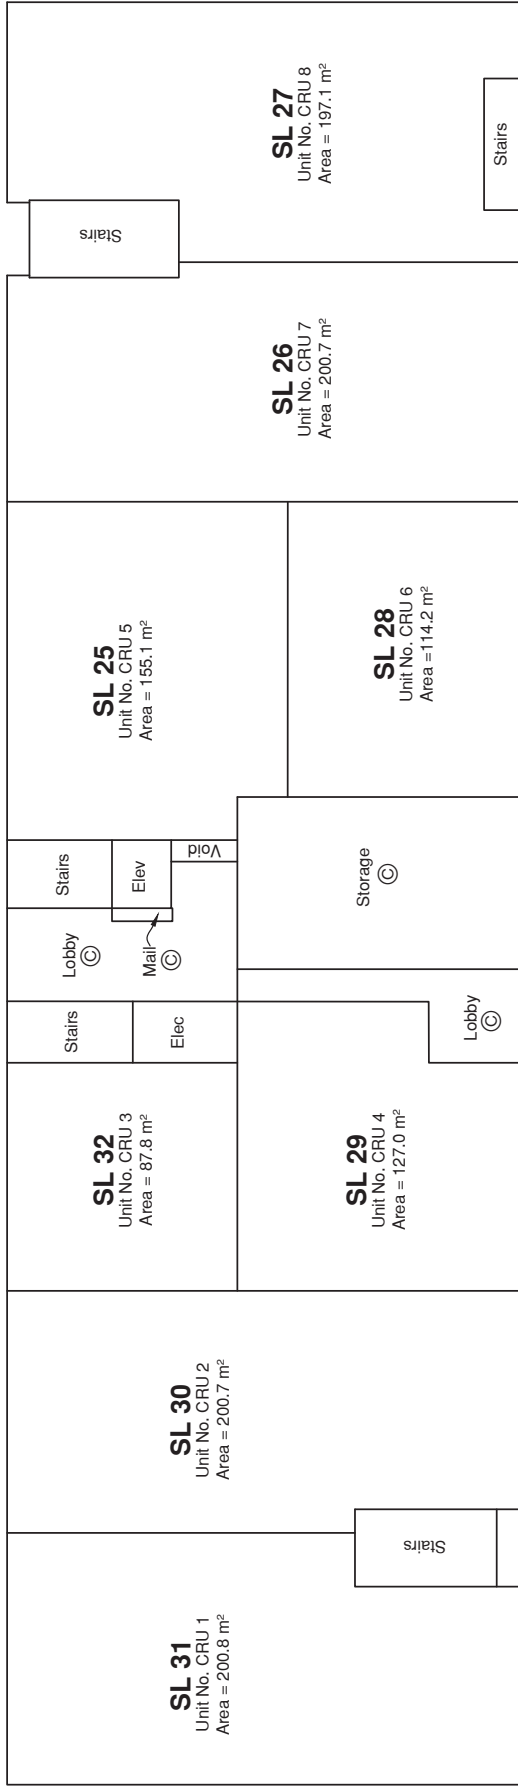 SL 27
Unit No. CRU 8
Area = 197.1 m²
Stairs
Stairs
SL 26
Unit No. CRU 7
Area = 200.7 m²
SL 25
Unit No. CRU 5
Area = 155.1 m²
SL 28
Unit No. CRU 6
Area =114.2 m²
Stairs
Elev
Void
Lobby
©
Mail
©
Storage
©
Stairs
Elec
Lobby
©
SL 32
Unit No. CRU 3
Area = 87.8 m²
SL 29
Unit No. CRU 4
Area = 127.0 m²
SL 30
Unit No. CRU 2
Area = 200.7 m²
Stairs
SL 31
Unit No. CRU 1
Area = 200.8 m²